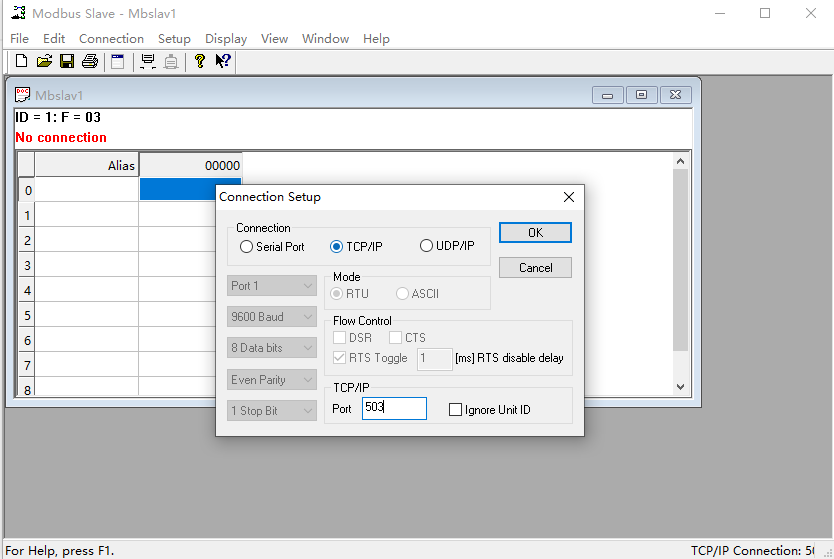 Modbus Slave - Mbslav1
File Edit Connection Setup Display View Window Help
Mbslav1
ID = 1: F = 03
No connection
Alias 00000
0
1
2
3
4
5
6
7
8
Connection Setup
Connection
Serial Port TCP/IP UDP/IP
OK
Cancel
Port 1
9600 Baud
8 Data bits
Even Parity
1 Stop Bit
Mode
RTU ASCII
Flow Control
DSR CTS
RTS Toggle 1 [ms] RTS disable delay
TCP/IP
Port 503 Ignore Unit ID
For Help, press F1. TCP/IP Connection: